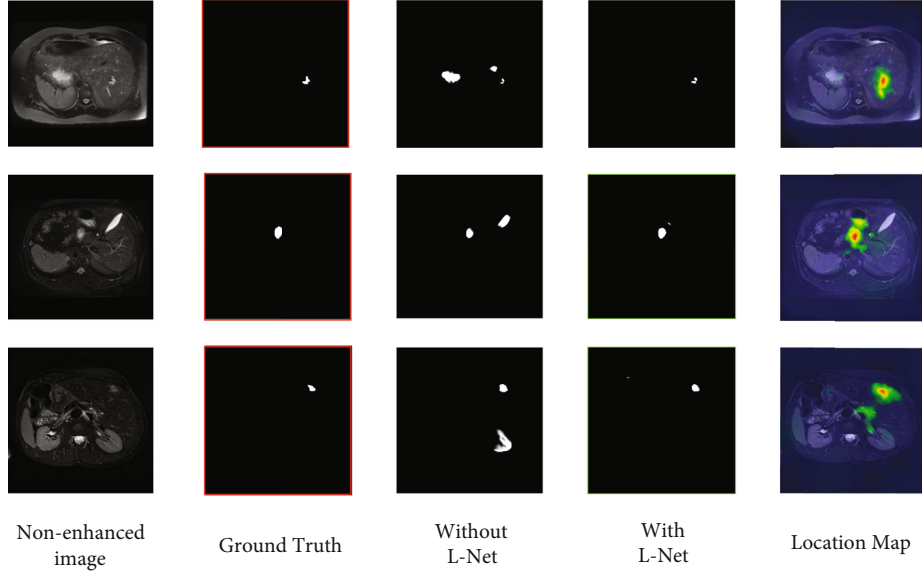 Non-enhanced
image
Ground Truth
Without
L-Net
With
L-Net
Location Map